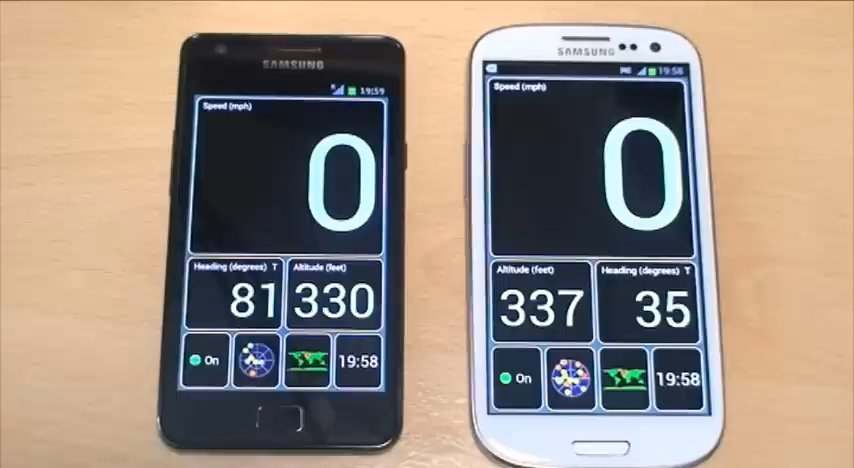 SAMSUNG
19:59
Speed (mph)
0
Heading (degrees) T
81
Altitude (feet)
330
On
19:58
SAMSUNG
19:58
Speed (mph)
0
Altitude (feet)
337
Heading (degrees) T
35
On
19:58